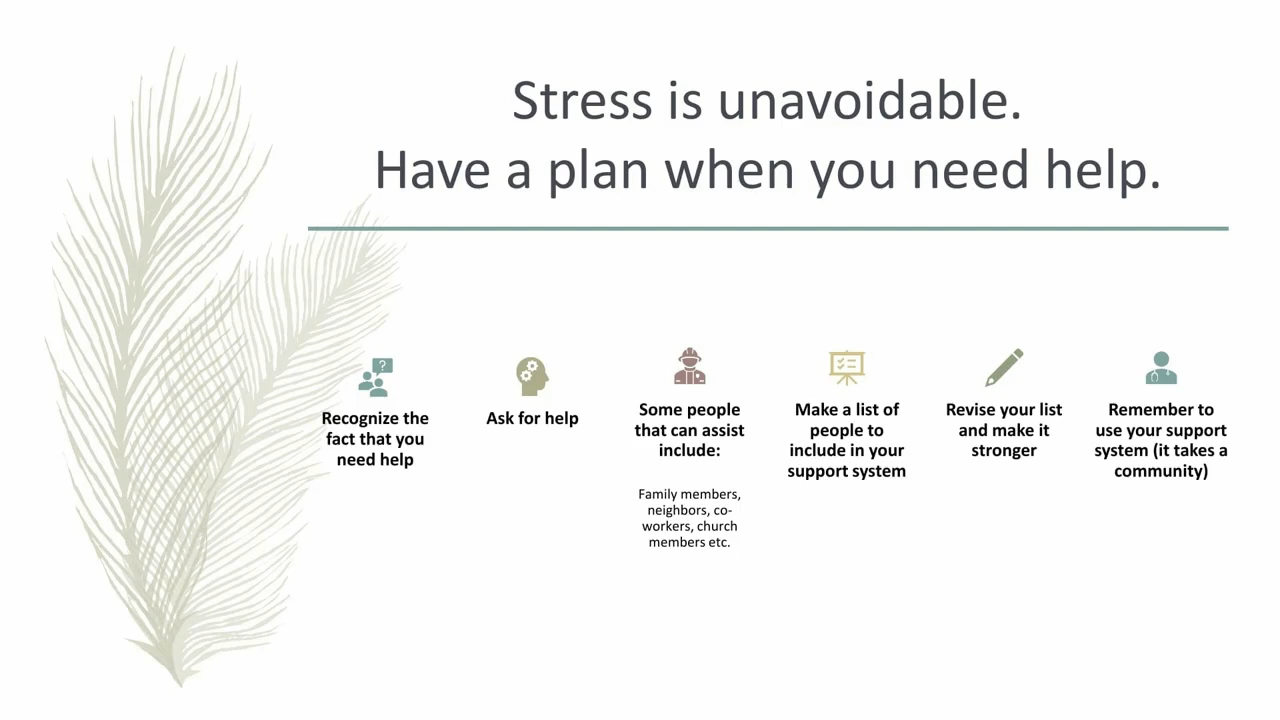 Stress is unavoidable.
Have a plan when you need help.
?
Recognize the
fact that you
need help
Ask for help
Some people
that can assist
include:
Family members,
neighbors, co-
workers, church
members etc.
Make a list of
people to
include in your
support system
Revise your list
and make it
stronger
Remember to
use your support
system (it takes a
community)